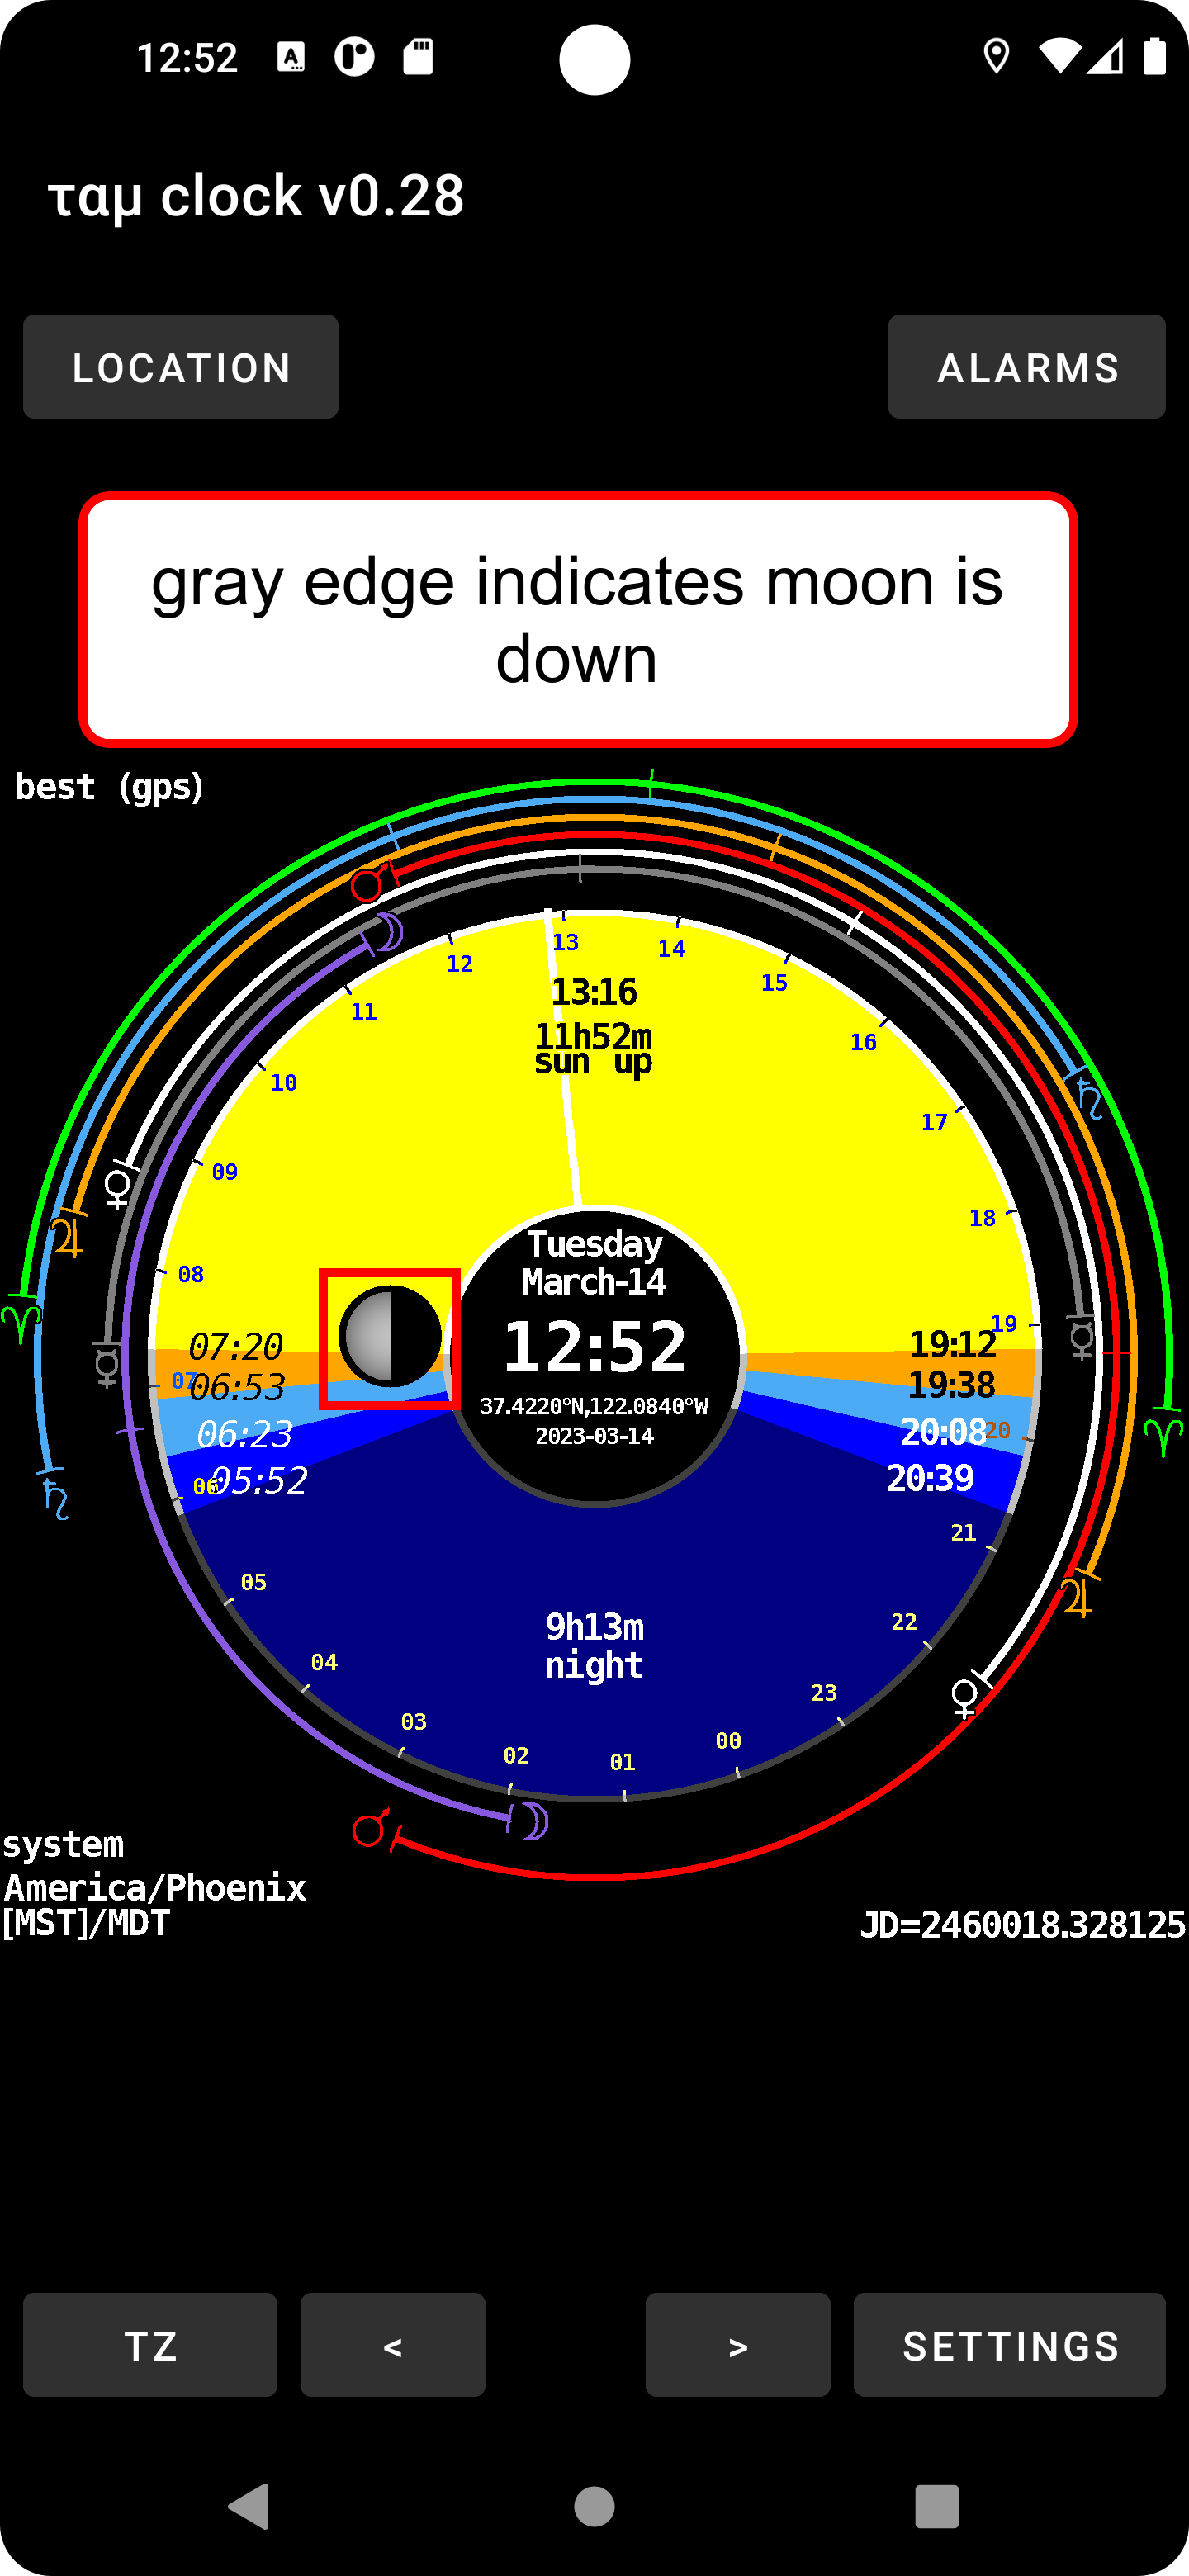 12:52
ταμ clock v0.28
LOCATION
ALARMS
gray edge indicates moon is
down
best (gps)
13
14
12
15
11
13:16
11h52m
sun up
16
10
17
09
18
08
Tuesday
March-14
12:52
37.4220°N,122.0840°W
2023-03-14
07:20
07
06:53
06:23
06
05:52
19
19:12
19:38
20:08
20
20:39
21
05
22
9h13m
night
04
23
03
00
02
01
system
America/Phoenix
[MST]/MDT
JD=2460018.328125
TZ
<
>
SETTINGS